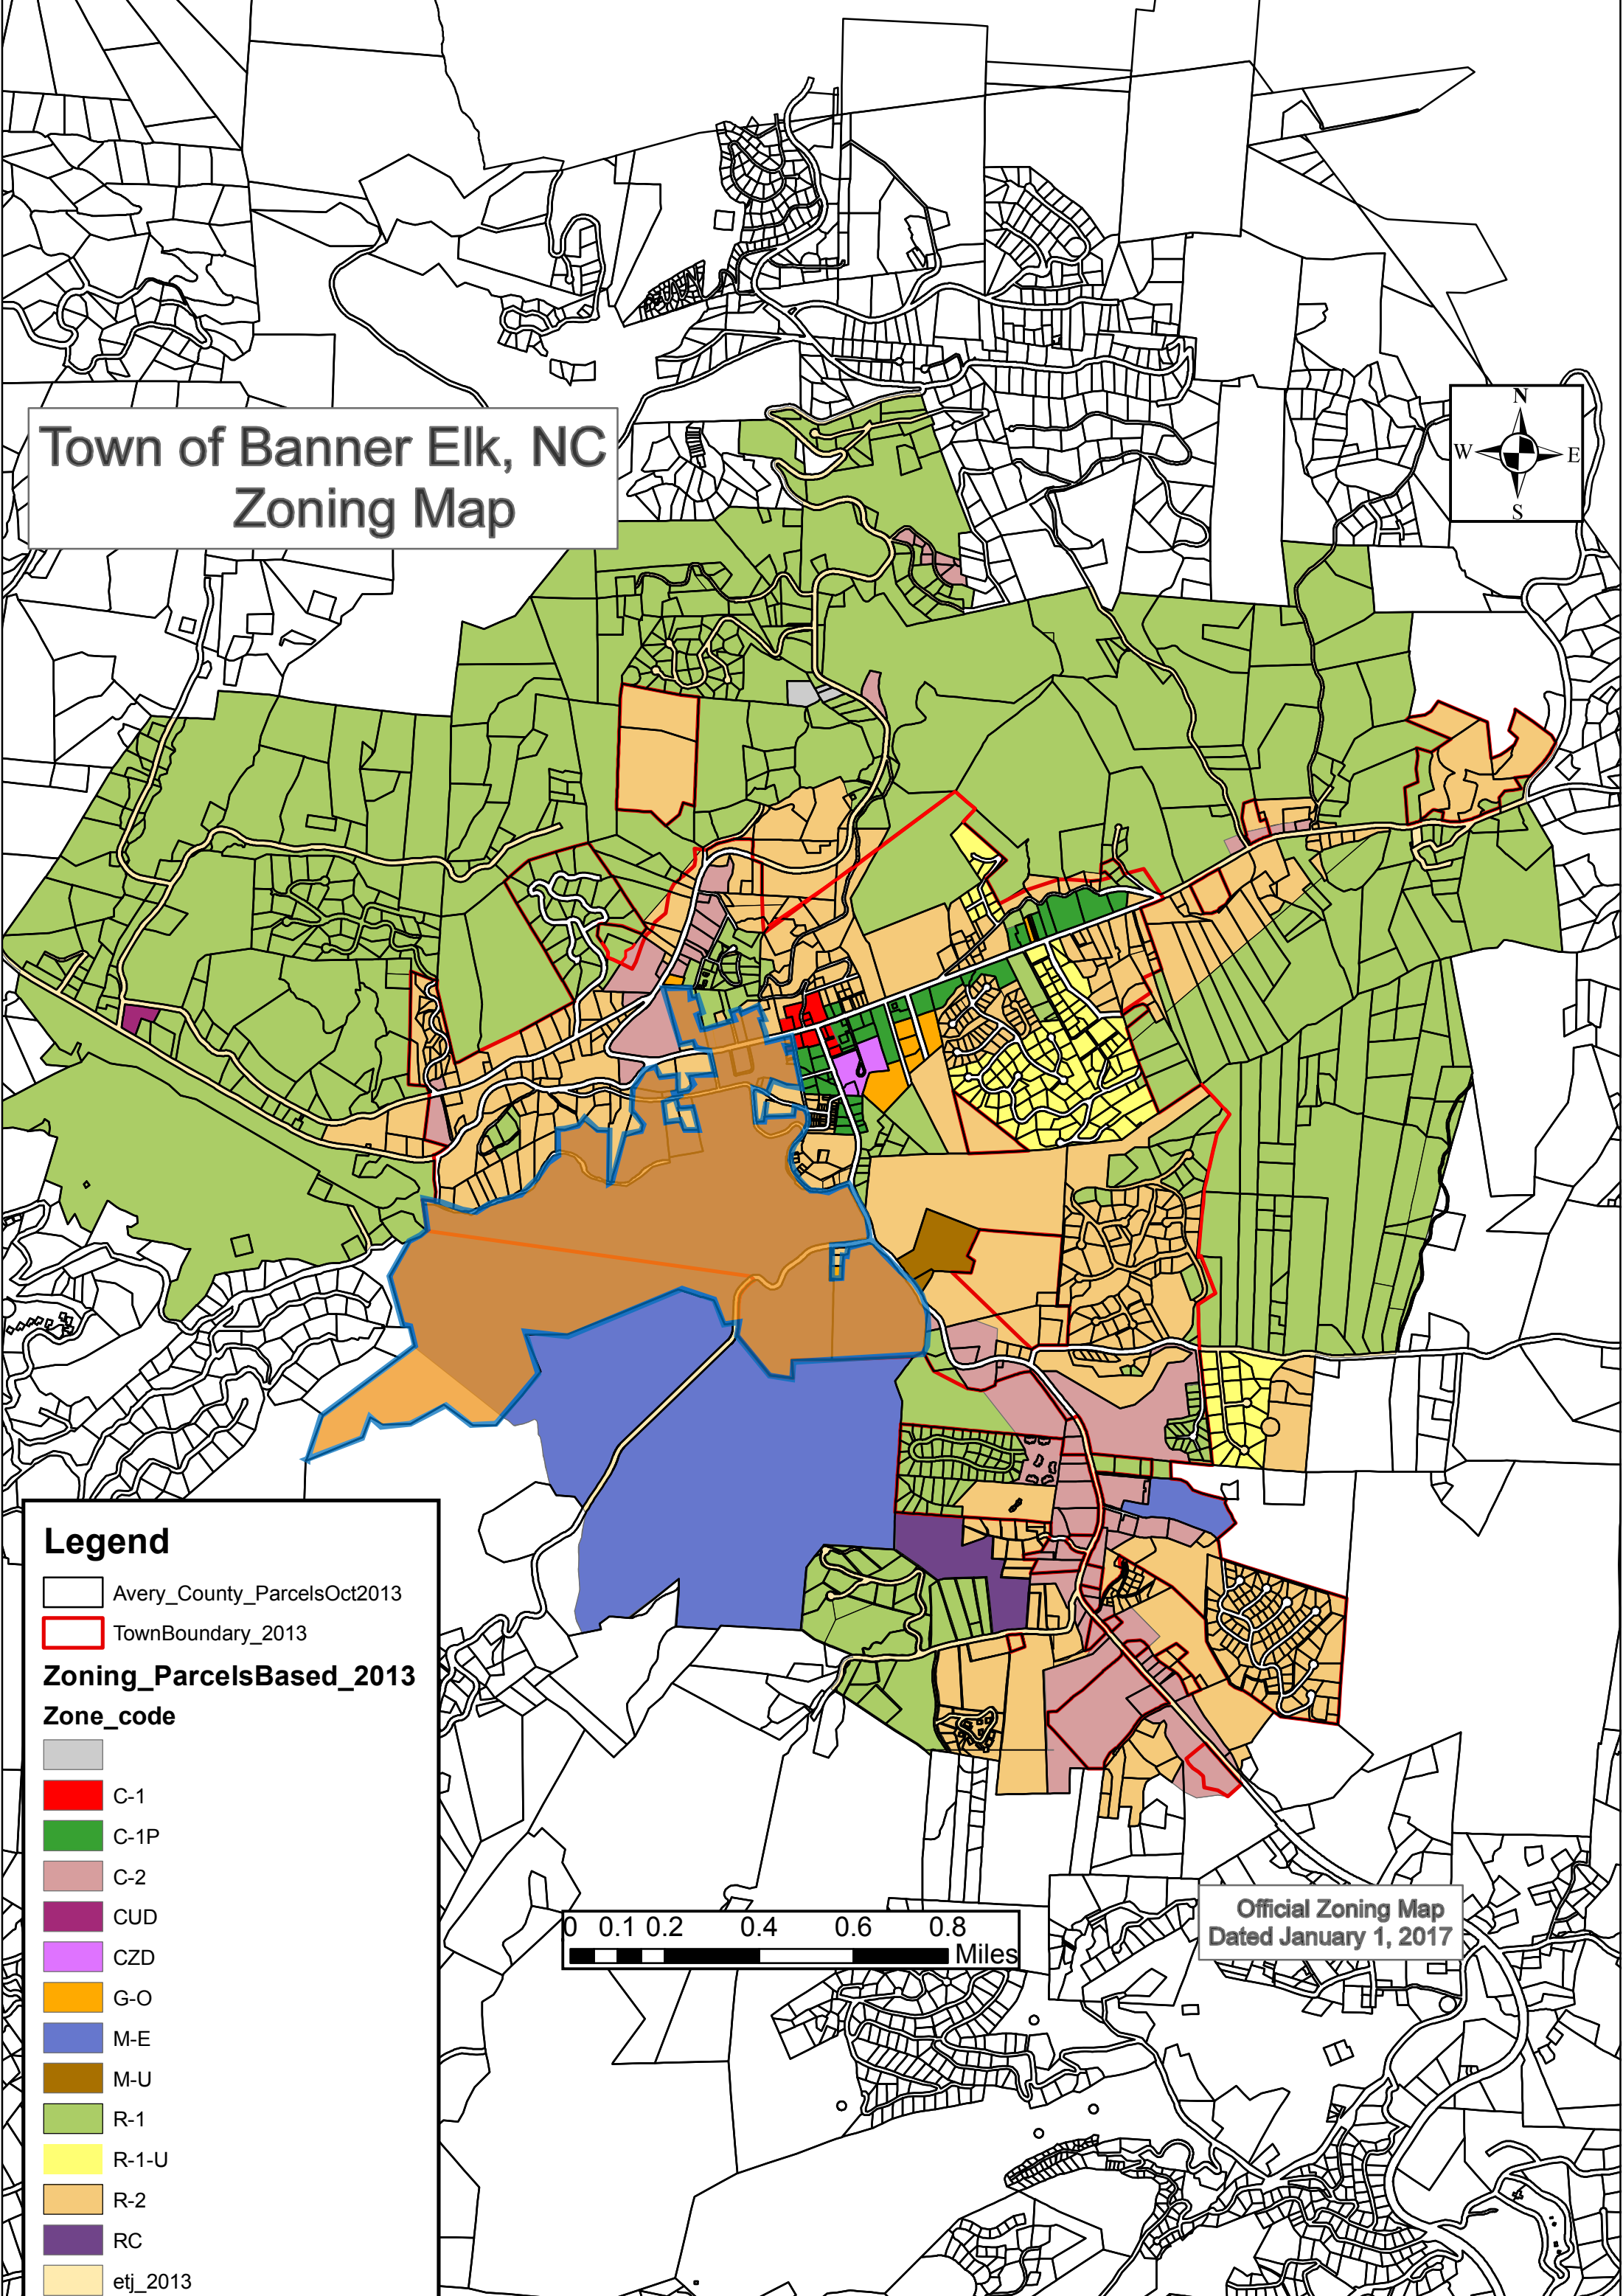 Town of Banner Elk, NC
Zoning Map
N
W
E
S
Legend
Avery_County_ParcelsOct2013
TownBoundary_2013
Zoning_ParcelsBased_2013
Zone_code
C-1
C-1P
C-2
CUD
CZD
G-O
M-E
M-U
R-1
R-1-U
R-2
RC
etj_2013
0 0.1 0.2 0.4 0.6 0.8
Miles
Official Zoning Map
Dated January 1, 2017